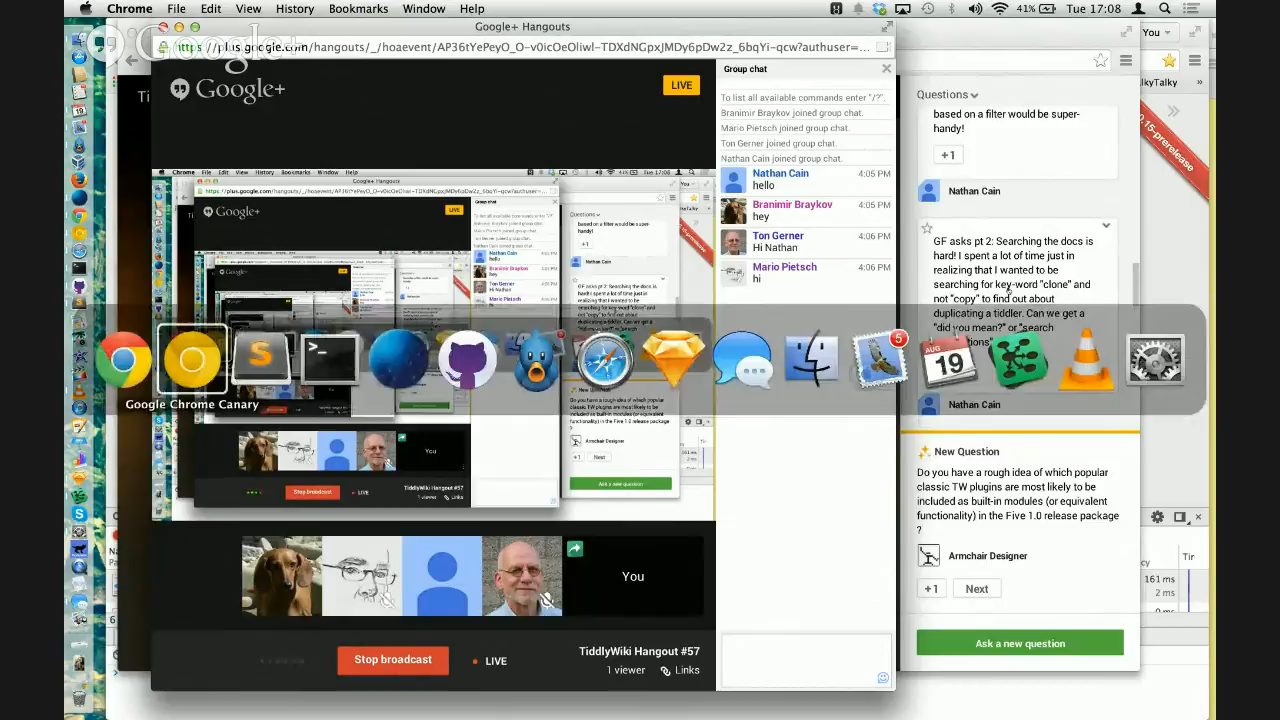 Chrome File Edit View History Bookmarks Window Help
41% Tue 17:08
Google+ Hangouts
https://plus.google.com/hangouts/_/hoaevent/AP36tYePeyO_O-v0icOeOliwl-TDXdNGpxJMDy6pDw2z_6bqYi-qcw?authuser=...
Google+
LIVE
Group chat
To list all available commands enter "/?".
Branimir Braykov joined group chat.
Mario Pietsch joined group chat.
Ton Gerner joined group chat.
Nathan Cain joined group chat.
Nathan Cain 4:05 PM
hello
Branimir Braykov 4:05 PM
hey
Ton Gerner 4:06 PM
Hi Nathan
Mario Pietsch 4:06 PM
hi
You
Questions
based on a filter would be super-
handy!
+1
Nathan Cain
GF asks pt 2: Searching the docs is
hard! I spent a lot of time just in
realizing that I wanted to be
searching for key-word "clone" and
not "copy" to find out about
duplicating a tiddler. Can we get a
"did you mean?" or "search
Nathan Cain
New Question
Do you have a rough idea of which popular
classic TW plugins are most likely to be
included as built-in modules (or equivalent
functionality) in the Five 1.0 release package
?
Armchair Designer
+1 Next
Ask a new question
0.15-prerelease
Google Chrome Canary
5
AUG
19
You
Stop broadcast
LIVE
TiddlyWiki Hangout #57
1 viewer Links
161 ms
2 ms